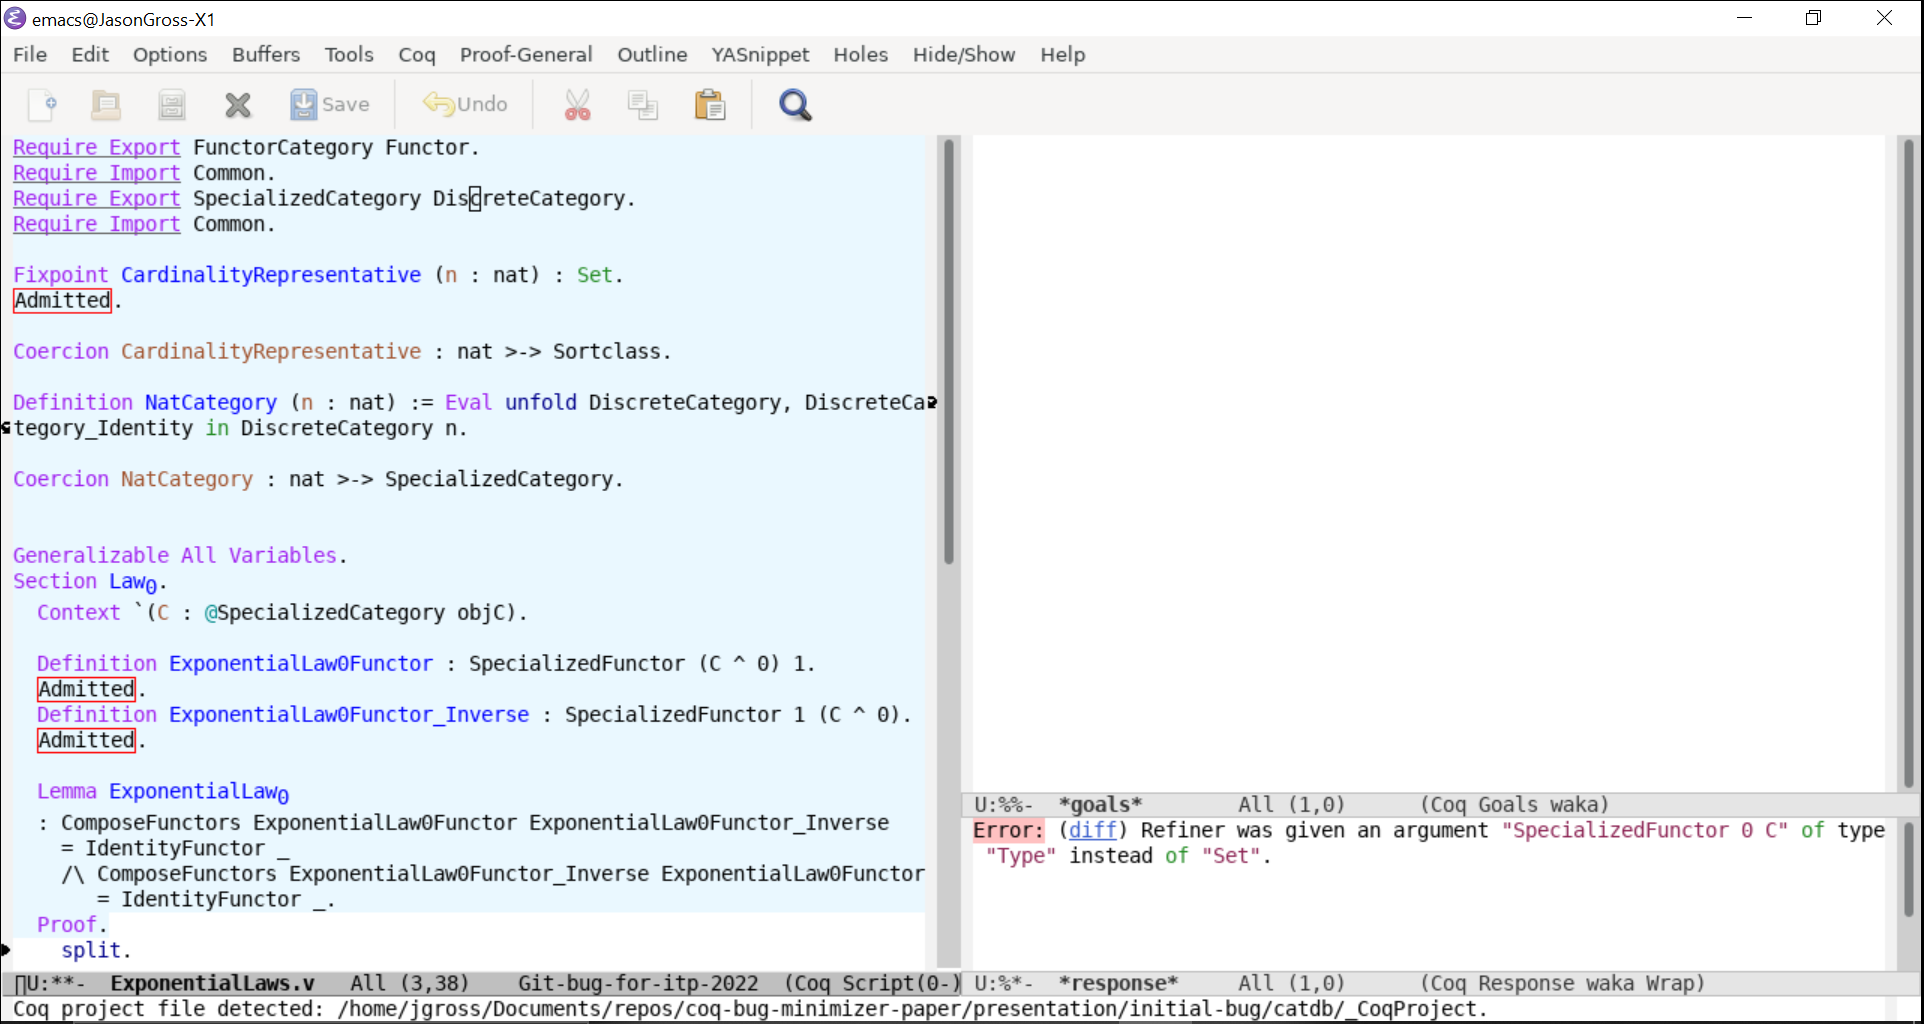 emacs@JasonGross-X1
File Edit Options Buffers Tools Coq Proof-General Outline YASnippet Holes Hide/Show Help
Save Undo
Require Export FunctorCategory Functor.
Require Import Common.
Require Export SpecializedCategory DiscreteCategory.
Require Import Common.
Fixpoint CardinalityRepresentative (n : nat) : Set.
Admitted.
Coercion CardinalityRepresentative : nat >-> Sortclass.
Definition NatCategory (n : nat) := Eval unfold DiscreteCategory, DiscreteCa
tegory_Identity in DiscreteCategory n.
Coercion NatCategory : nat >-> SpecializedCategory.
Generalizable All Variables.
Section Law₀.
Context `(C : @SpecializedCategory objC).
Definition ExponentialLaw0Functor : SpecializedFunctor (C ^ 0) 1.
Admitted.
Definition ExponentialLaw0Functor_Inverse : SpecializedFunctor 1 (C ^ 0).
Admitted.
Lemma ExponentialLaw₀
: ComposeFunctors ExponentialLaw0Functor ExponentialLaw0Functor_Inverse
= IdentityFunctor _
/\ ComposeFunctors ExponentialLaw0Functor_Inverse ExponentialLaw0Functor
= IdentityFunctor _.
Proof.
split.
U:**- ExponentialLaws.v All (3,38) Git-bug-for-itp-2022 (Coq Script(0-)
U:%%- *goals* All (1,0) (Coq Goals waka)
Error: (diff) Refiner was given an argument "SpecializedFunctor 0 C" of type
"Type" instead of "Set".
U:%*- *response* All (1,0) (Coq Response waka Wrap)
Coq project file detected: /home/jgross/Documents/repos/coq-bug-minimizer-paper/presentation/initial-bug/catdb/_CoqProject.